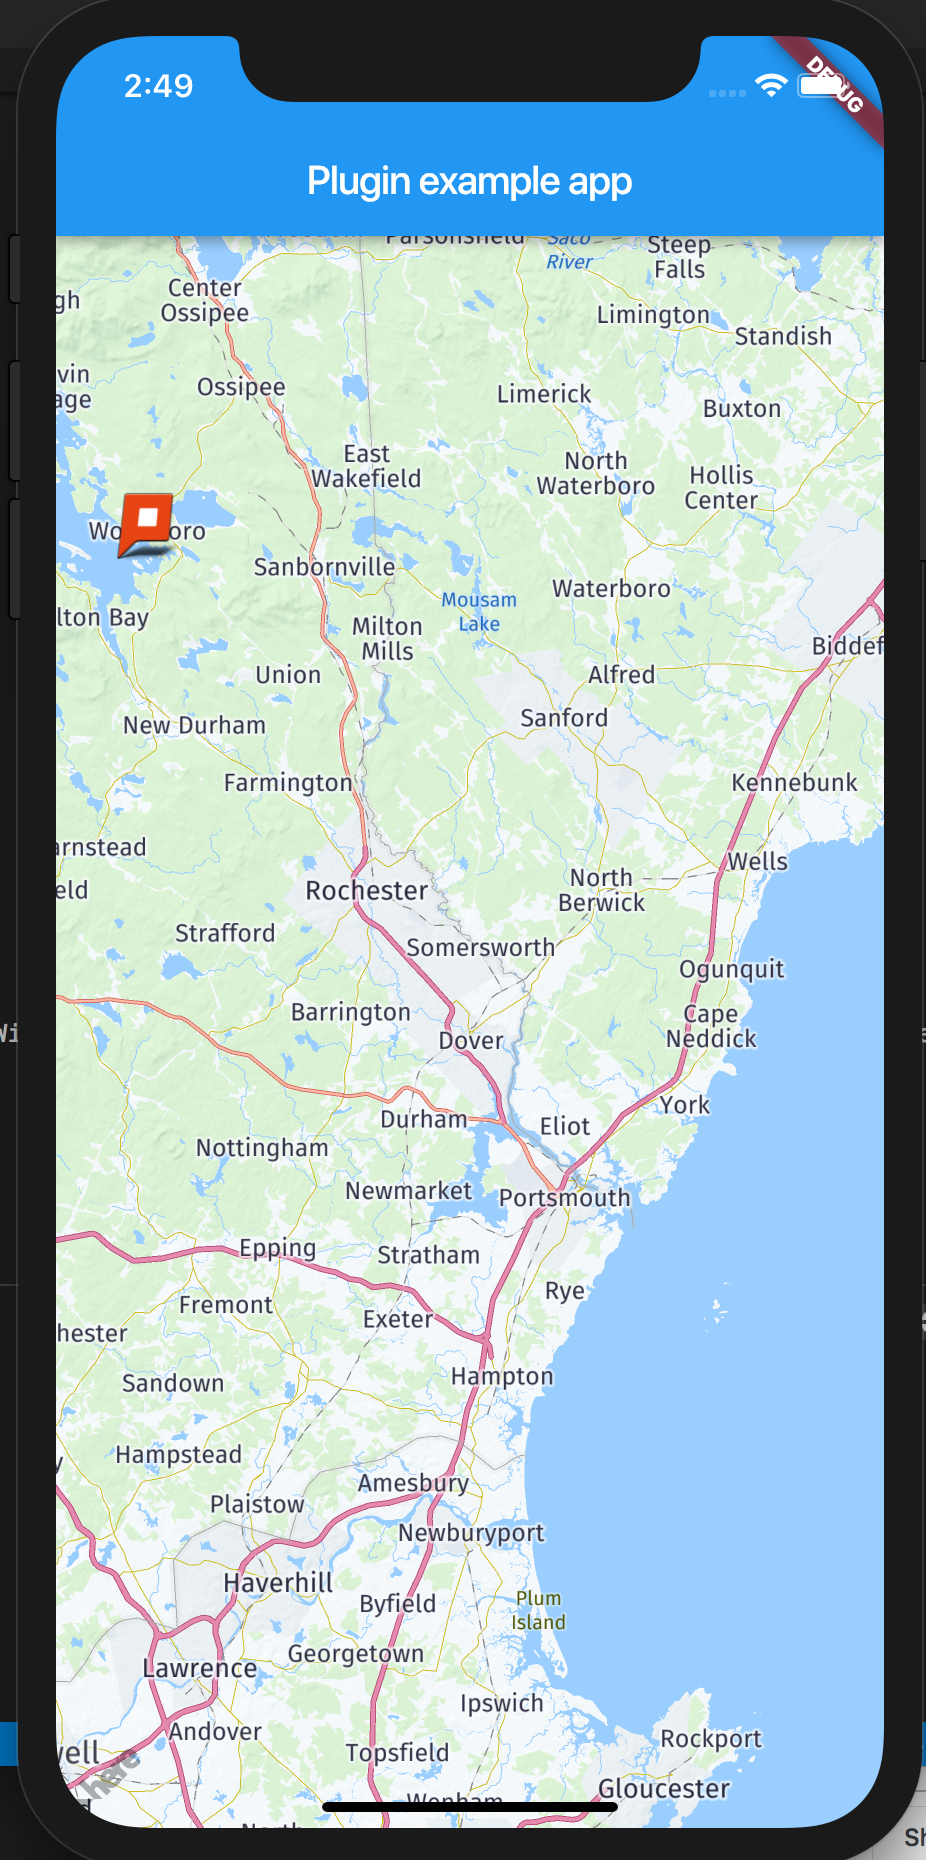 2:49
DEBUG
Plugin example app
Parsonsfield
Saco
River
Steep
Falls
Center
Ossipee
gh
Limington
Standish
vin
age
Ossipee
Limerick
Buxton
East
Wakefield
North
Waterboro
Hollis
Center
Sanbornville
Waterboro
Mousam
Lake
lton Bay
Milton
Mills
Biddef
Union
Alfred
New Durham
Sanford
Farmington
Kennebunk
arnstead
Wells
eld
Rochester
North
Berwick
Strafford
Somersworth
Ogunquit
Barrington
Cape
Neddick
Wi
Dover
Durham
Eliot
York
Nottingham
Newmarket
Portsmouth
Epping
Stratham
Rye
Fremont
Exeter
hester
Sandown
Hampton
Hampstead
y
Amesbury
Plaistow
Newburyport
Haverhill
Byfield
Plum
Island
Georgetown
Lawrence
Ipswich
Andover
Rockport
Topsfield
vell
here
Gloucester
Wenham
d
North
Sh